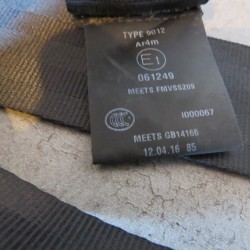 TYPE 9012
Ar4m
E1
061249
MEETS FMVSS209
I000067
MEETS GB14166
12.04.16 85